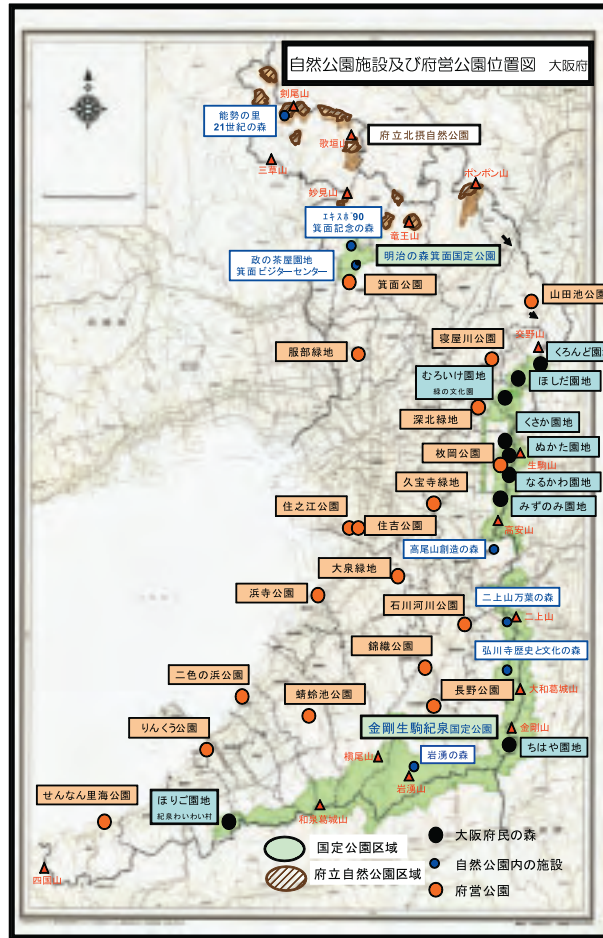 自然公園施設及び府営公園位置図 大阪府
剣尾山
能勢の里
21世紀の森
歌垣山
府立北摂自然公園
三草山
ポンポン山
妙見山
エキスポ'90
箕面記念の森
竜王山
政の茶屋園地
箕面ビジターセンター
明治の森箕面国定公園
箕面公園
山田池公園
服部緑地
寝屋川公園
交野山
くろんど園
むろいけ園地
緑の文化園
ほしだ園地
深北緑地
くさか園地
枚岡公園
ぬかた園地
生駒山
なるかわ園地
久宝寺緑地
みずのみ園地
住之江公園
住吉公園
高安山
高尾山創造の森
大泉緑地
浜寺公園
石川河川公園
二上山万葉の森
二上山
錦織公園
弘川寺歴史と文化の森
二色の浜公園
蜻蛉池公園
長野公園
大和葛城山
りんくう公園
金剛生駒紀泉国定公園
金剛山
ちはや園地
槇尾山
岩湧の森
岩湧山
せんなん里海公園
ほりご園地
紀泉わいわい村
和泉葛城山
四国山
国定公園区域
府立自然公園区域
大阪府民の森
自然公園内の施設
府営公園